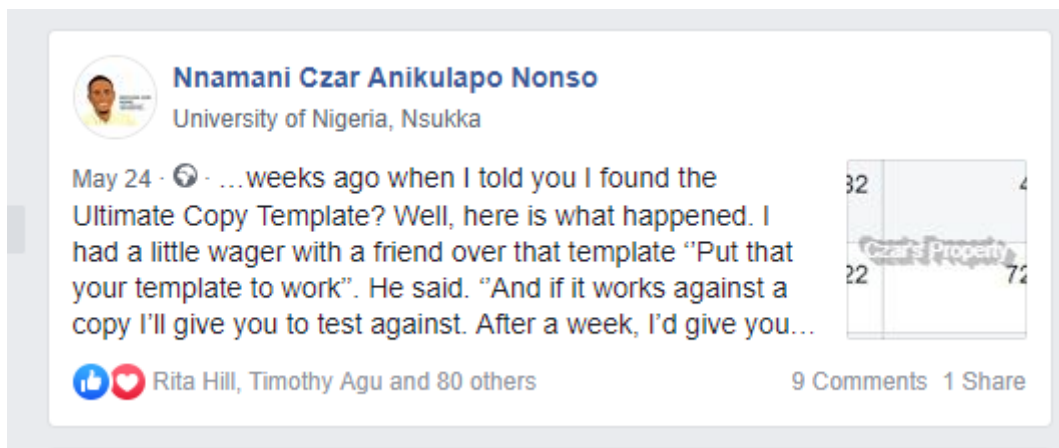 Nnamani Czar Anikulapo Nonso
University of Nigeria, Nsukka
May 24 · · …weeks ago when I told you I found the
Ultimate Copy Template? Well, here is what happened. I
had a little wager with a friend over that template ‘’Put that
your template to work”. He said. ‘’And if it works against a
copy I’ll give you to test against. After a week, I’d give you…
32
Czar's Property
22 72
Rita Hill, Timothy Agu and 80 others
9 Comments 1 Share